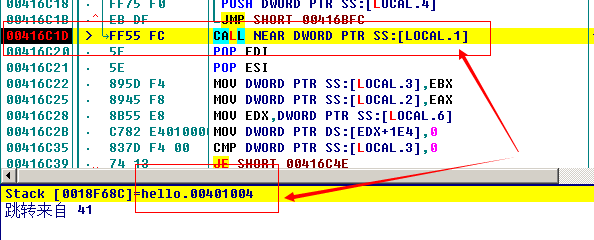 FF75 F0 PUSH DWORD PTR SS:[LOCAL.4]
00416C1B .^ EB DF JMP SHORT 00416BFC
00416C1D > FF55 FC CALL NEAR DWORD PTR SS:[LOCAL.1]
00416C20 . 5F POP EDI
00416C21 . 5E POP ESI
00416C22 . 895D F4 MOV DWORD PTR SS:[LOCAL.3],EBX
00416C25 . 8945 F8 MOV DWORD PTR SS:[LOCAL.2],EAX
00416C28 . 8B55 E8 MOV EDX,DWORD PTR SS:[LOCAL.6]
00416C2B . C782 E4010000 MOV DWORD PTR DS:[EDX+1E4],0
00416C35 . 837D F4 00 CMP DWORD PTR SS:[LOCAL.3],0
00416C39 . 74 13 JE SHORT 00416C4E
Stack [0018F68C]=hello.00401004
跳转来自 41